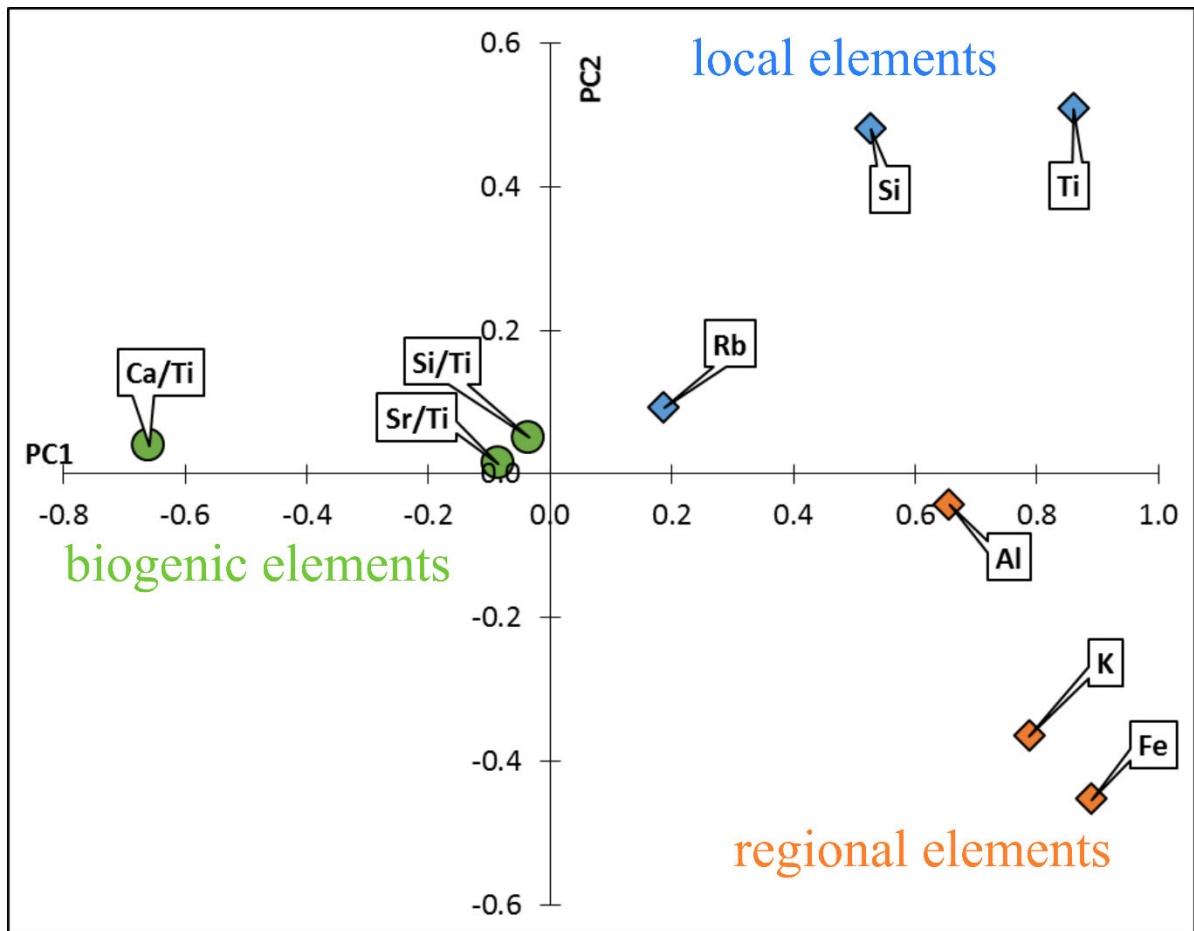 0.6
PC2
local elements
Si
Ti
0.4
0.2
Rb
Si/Ti
Ca/Ti
Sr/Ti
PC1
0.0
-0.8
-0.6
-0.4
-0.2
0.0
0.2
0.4
0.6
0.8
1.0
biogenic elements
Al
-0.2
K
Fe
-0.4
regional elements
-0.6